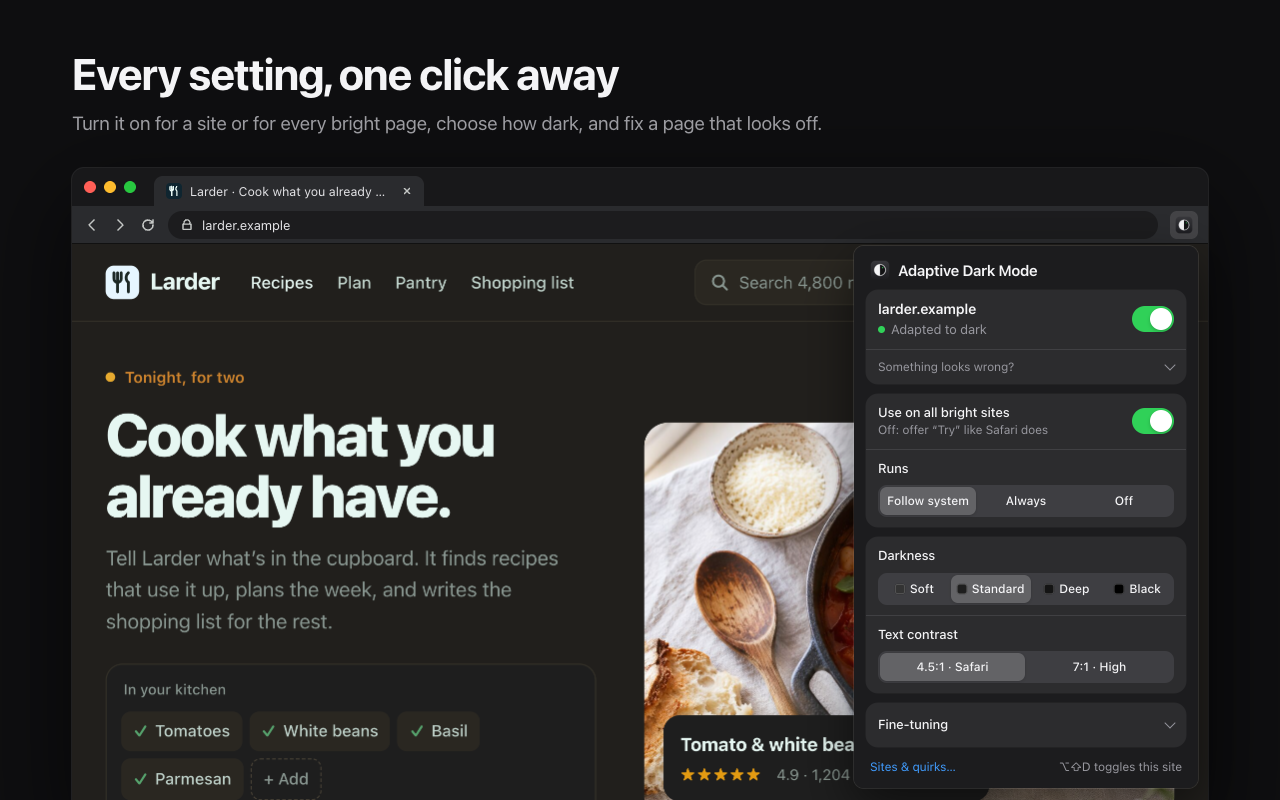 Every setting, one click away
Turn it on for a site or for every bright page, choose how dark, and fix a page that looks off.
Larder · Cook what you already ...
larder.example
Larder
Recipes
Plan
Pantry
Shopping list
Search 4,800
Tonight, for two
Cook what you
already have.
Tell Larder what's in the cupboard. It finds recipes
that use it up, plans the week, and writes the
shopping list for the rest.
In your kitchen
Tomatoes
White beans
Basil
Parmesan
+ Add
Tomato & white bea
4.9 · 1,204
Adaptive Dark Mode
larder.example
Adapted to dark
Something looks wrong?
Use on all bright sites
Off: offer “Try” like Safari does
Runs
Follow system
Always
Off
Darkness
Soft
Standard
Deep
Black
Text contrast
4.5:1 · Safari
7:1 · High
Fine-tuning
Sites & quirks...
⌥⇧D toggles this site